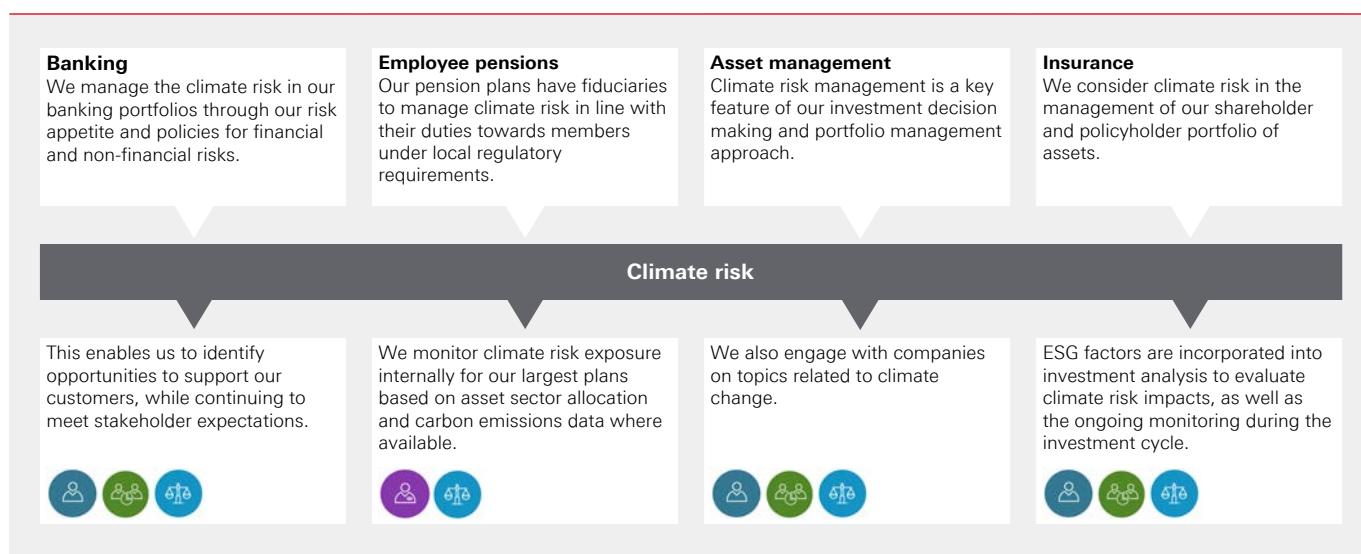 Banking
We manage the climate risk in our
banking portfolios through our risk
appetite and policies for financial
and non-financial risks.
Employee pensions
Our pension plans have fiduciaries
to manage climate risk in line with
their duties towards members
under local regulatory
requirements.
Asset management
Climate risk management is a key
feature of our investment decision
making and portfolio management
approach.
Insurance
We consider climate risk in the
management of our shareholder
and policyholder portfolio of
assets.
Climate risk
This enables us to identify
opportunities to support our
customers, while continuing to
meet stakeholder expectations.
We monitor climate risk exposure
internally for our largest plans
based on asset sector allocation
and carbon emissions data where
available.
We also engage with companies
on topics related to climate
change.
ESG factors are incorporated into
investment analysis to evaluate
climate risk impacts, as well as
the ongoing monitoring during the
investment cycle.